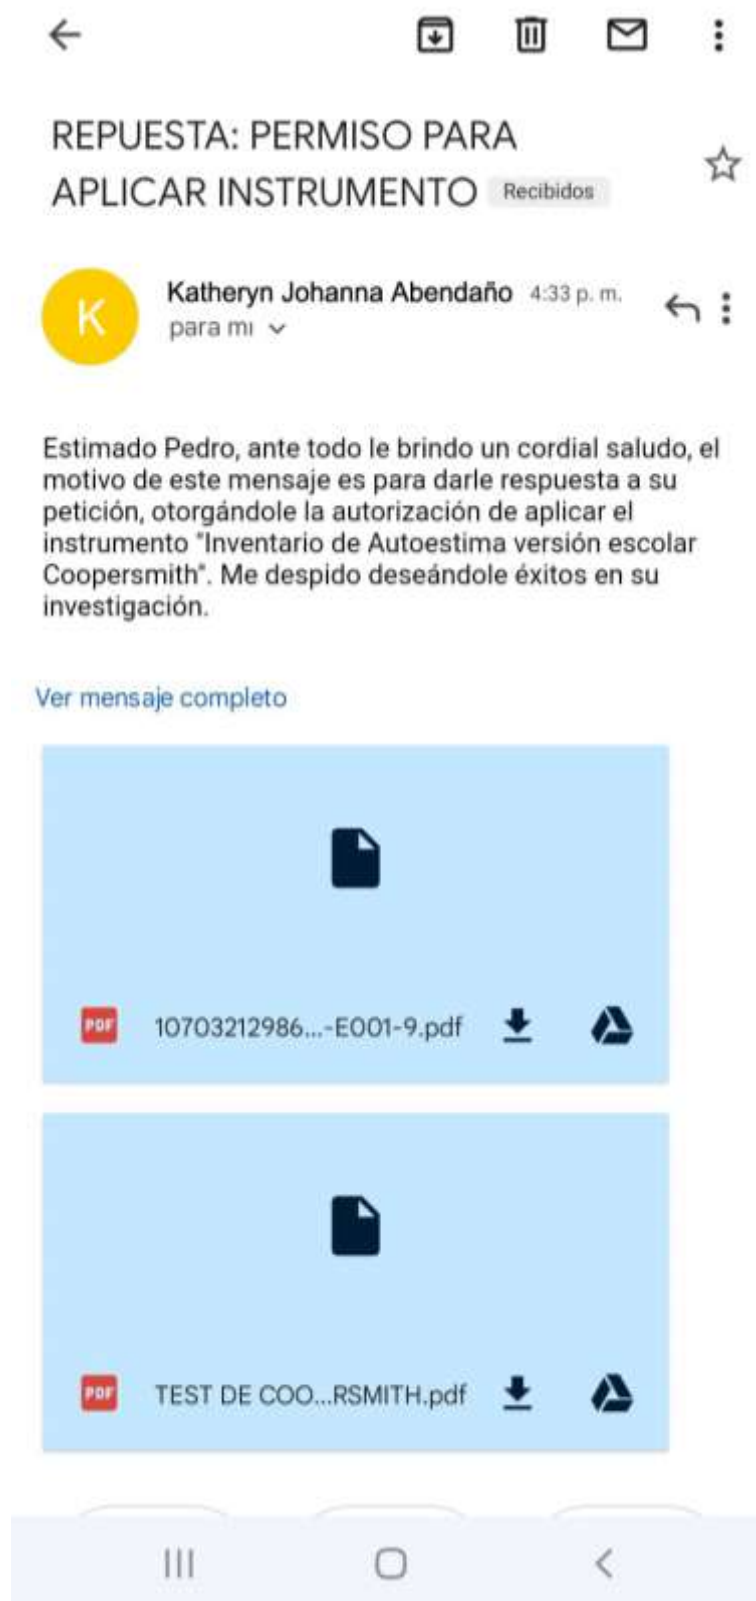 REPUESTA: PERMISO PARA
APLICAR INSTRUMENTO Recibidos
K
Katheryn Johanna Abendaño 4:33 p. m.
para mi
Estimado Pedro, ante todo le brindo un cordial saludo, el
motivo de este mensaje es para darle respuesta a su
petición, otorgándole la autorización de aplicar el
instrumento "Inventario de Autoestima versión escolar
Coopersmith". Me despido deseándole éxitos en su
investigación.
Ver mensaje completo
PDF 10703212986...-E001-9.pdf
PDF TEST DE COO...RSMITH.pdf